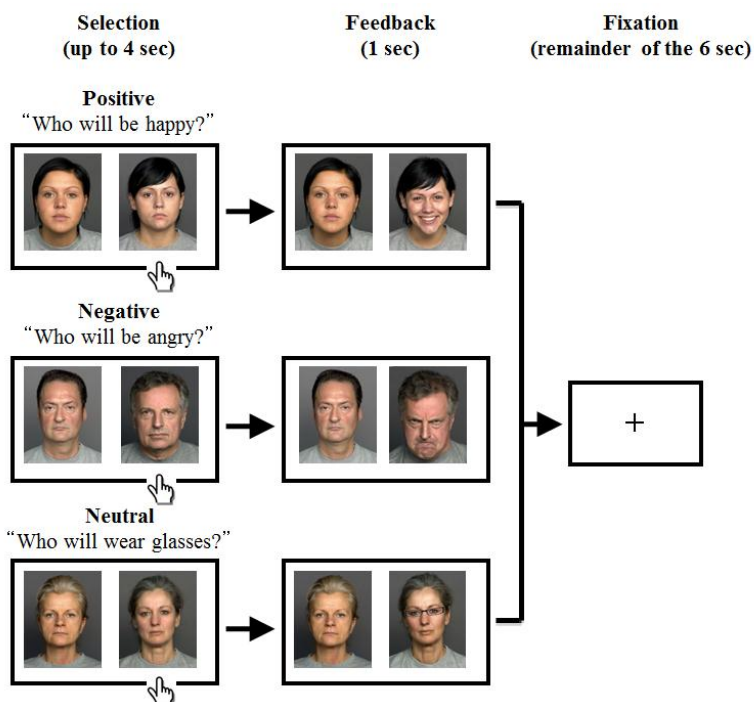 Selection
(up to 4 sec)
Feedback
(1 sec)
Fixation
(remainder of the 6 sec)
Positive
“Who will be happy?”
Negative
“Who will be angry?”
Neutral
“Who will wear glasses?”
+